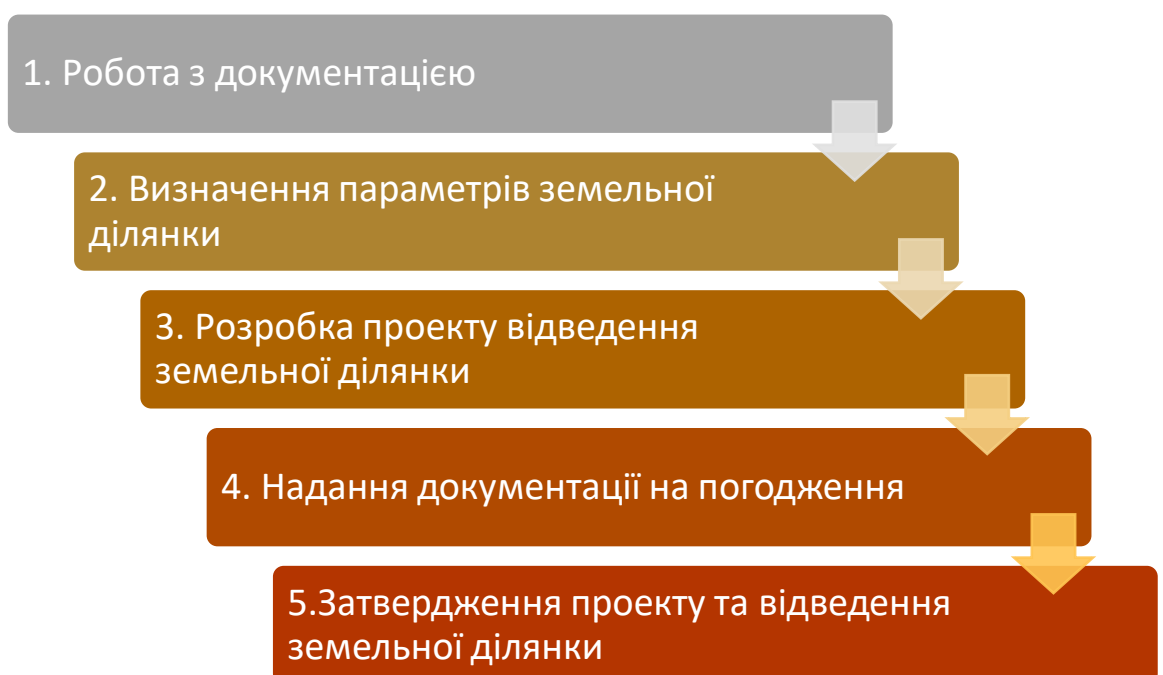 1. Робота з документацією
2. Визначення параметрів земельної
ділянки
3. Розробка проекту відведення
земельної ділянки
4. Надання документації на погодження
5.Затвердження проекту та відведення
земельної ділянки